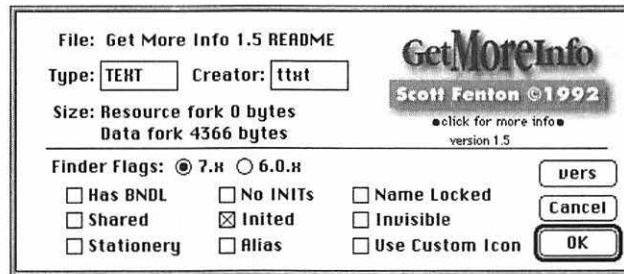 File: Get More Info 1.5 README
Type: TEXT Creator: ttxt
Size: Resource fork 0 bytes
Data fork 4366 bytes
GetMoreInfo
Scott Fenton ©1992
●click for more info●
version 1.5
Finder Flags: 7.x 6.0.x
Has BNDL No INITs Name Locked
Shared Inited Invisible
Stationery Alias Use Custom Icon
vers
Cancel
OK